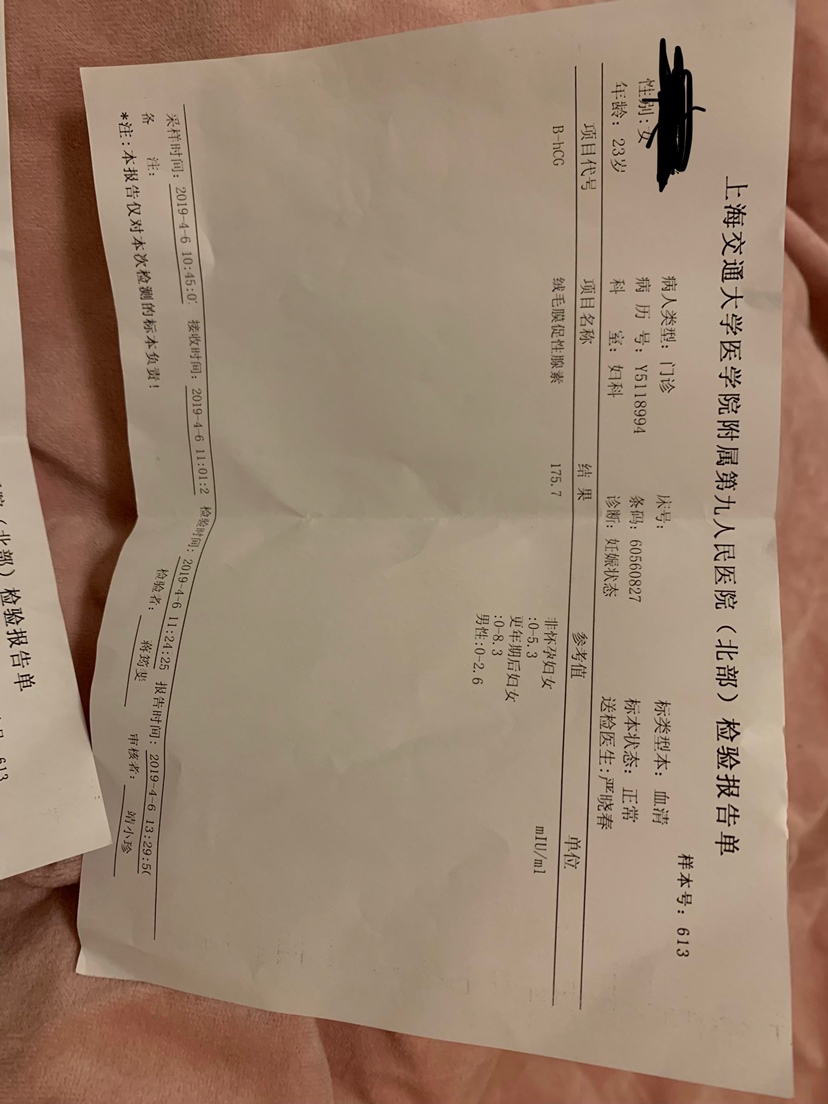 上海交通大学医学院附属第九人民医院（北部）检验报告单
样本号：613
病人类型：门诊 床号： 标类型本：血清
性别：女 病历号：Y5118994 条码：60560827 标本状态：正常
年龄：23岁 科室：妇科 诊断：妊娠状态 送检医生：严晓春
项目代号 项目名称 结果 参考值 单位
B-hCG 绒毛膜促性腺素 175.7 非怀孕妇女 mIU/ml
:0-5.3
更年期后妇女
:0-8.3
男性:0-2.6
采样时间：2019-4-6 10:45:0 接收时间：2019-4-6 11:01:2 检验时间：2019-4-6 11:24:25 报告时间：2019-4-6 13:29:50
备注： 检验者：蒋筠斐 审核者：靖小珍
*注：本报告仅对本次检测的标本负责！
（北部）检验报告单
613